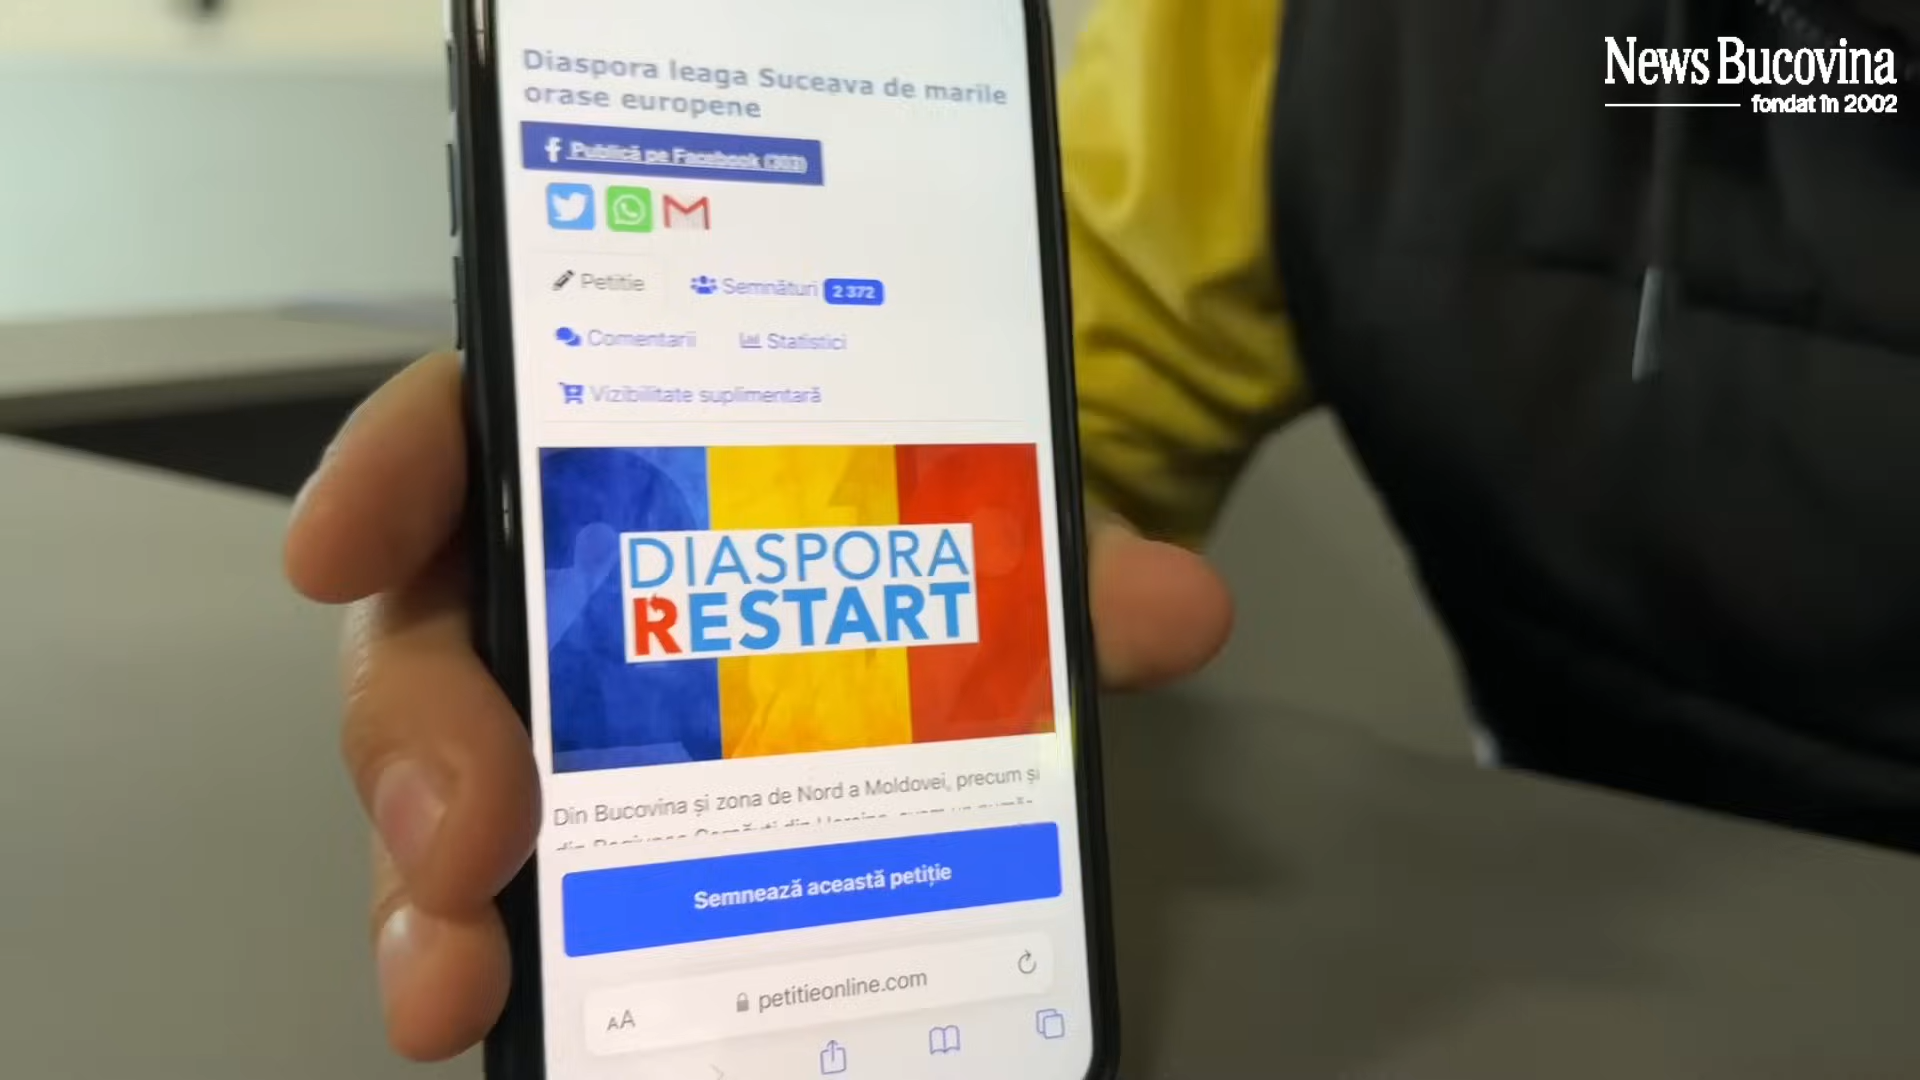 News Bucovina
fondat în 2002
Diaspora leaga Suceava de marile
orase europene
Publică pe Facebook (303)
Petitie
Semnături 2 372
Comentarii
Statistici
Vizibilitate suplimentară
DIASPORA
RESTART
Din Bucovina și zona de Nord a Moldovei, precum și
Semnează această petiție
AA
petitieonline.com